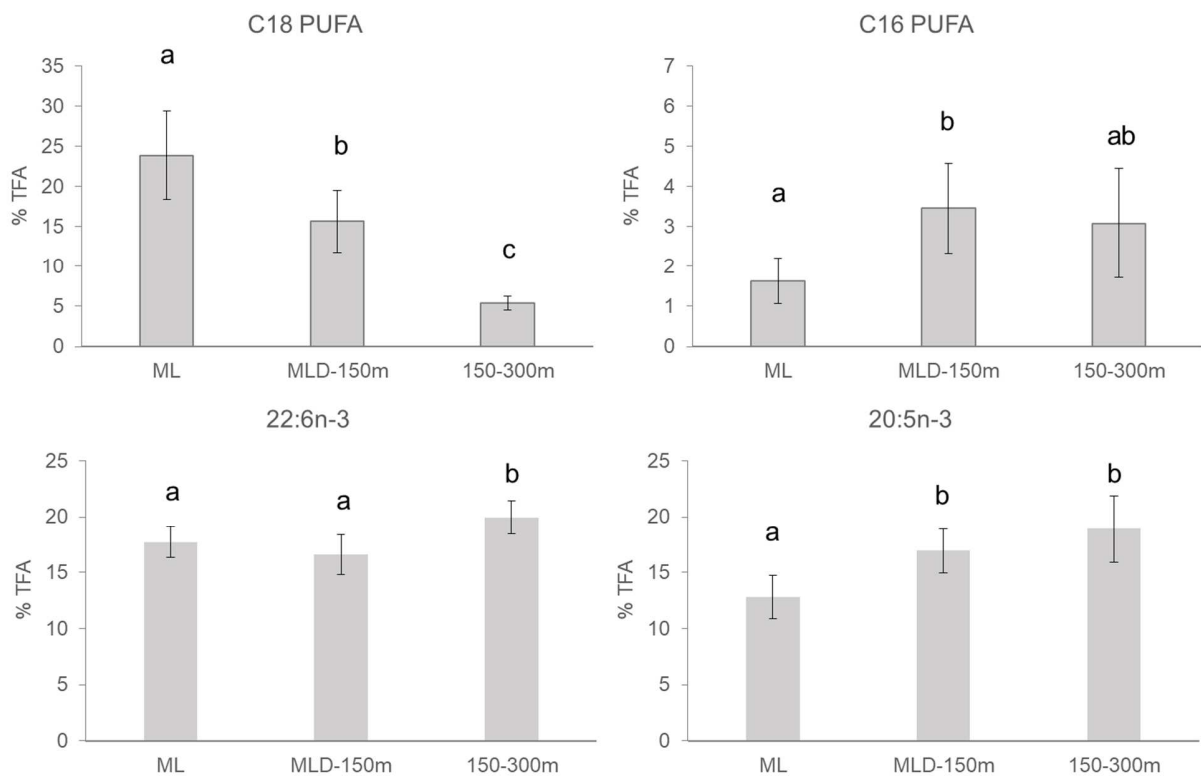 C18 PUFA
35
30
25
20
15
10
5
0
% TFA
a
b
c
ML
MLD-150m
150-300m
C16 PUFA
7
6
5
4
3
2
1
0
% TFA
a
b
ab
ML
MLD-150m
150-300m
22:6n-3
25
20
15
10
5
0
% TFA
a
a
b
ML
MLD-150m
150-300m
20:5n-3
25
20
15
10
5
0
% TFA
a
b
b
ML
MLD-150m
150-300m